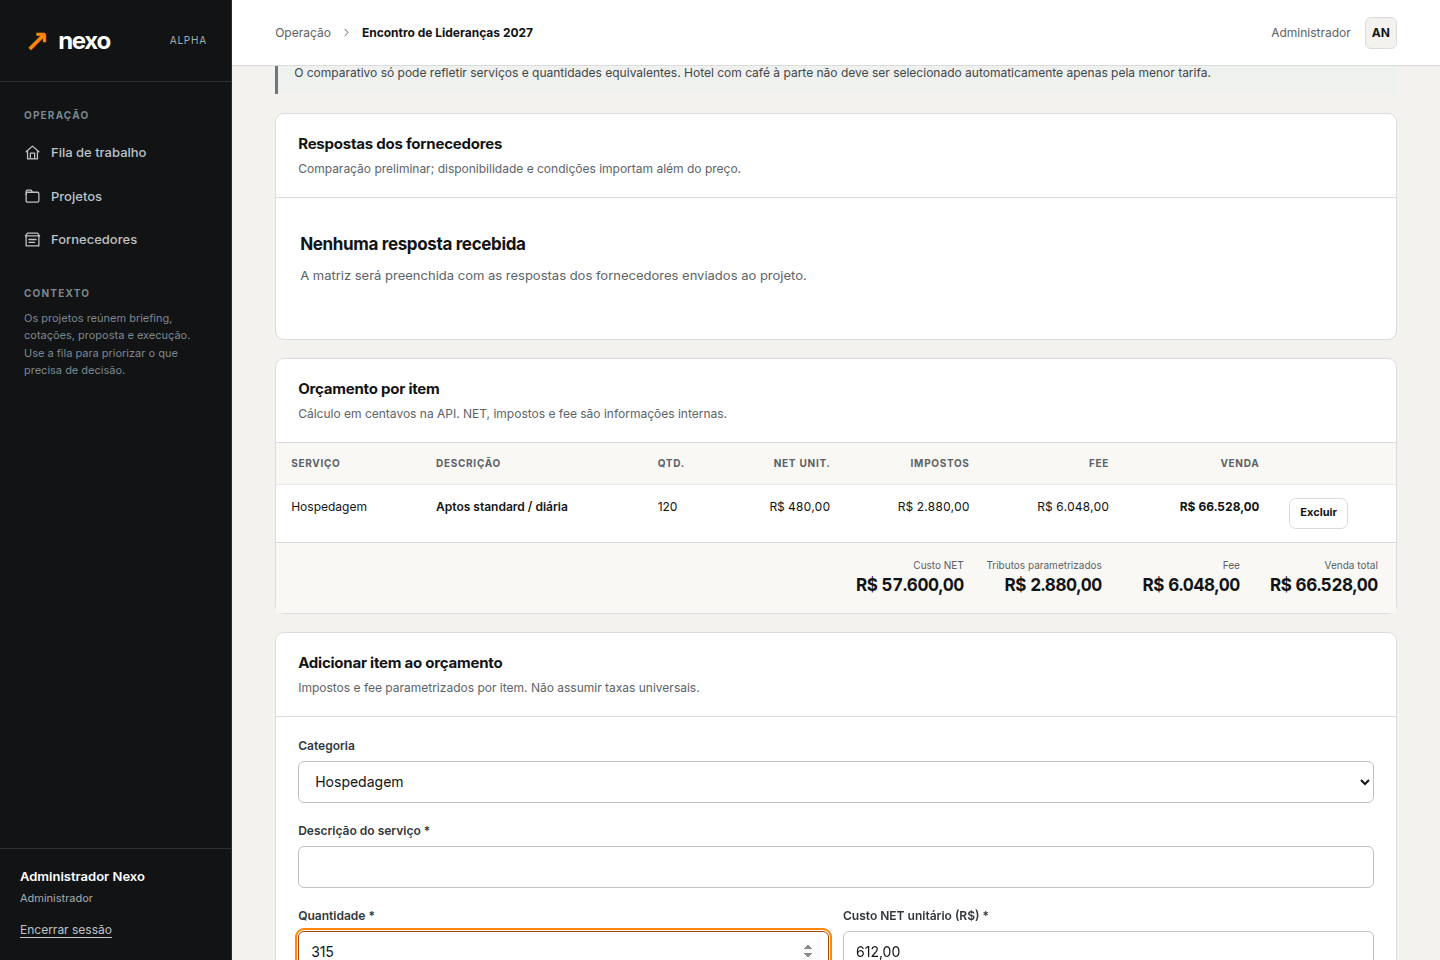 nexo
ALPHA
Operação
Encontro de Lideranças 2027
Administrador
AN
O comparativo só pode refletir serviços e quantidades equivalentes. Hotel com café à parte não deve ser selecionado automaticamente apenas pela menor tarifa.
OPERAÇÃO
Fila de trabalho
Projetos
Fornecedores
CONTEXTO
Os projetos reúnem briefing,
cotações, proposta e execução.
Use a fila para priorizar o que
precisa de decisão.
Administrador Nexo
Administrador
Encerrar sessão
Respostas dos fornecedores
Comparação preliminar; disponibilidade e condições importam além do preço.
Nenhuma resposta recebida
A matriz será preenchida com as respostas dos fornecedores enviados ao projeto.
Orçamento por item
Cálculo em centavos na API. NET, impostos e fee são informações internas.
SERVIÇO DESCRIÇÃO QTD. NET UNIT. IMPOSTOS FEE VENDA
Hospedagem Aptos standard / diária 120 R$ 480,00 R$ 2.880,00 R$ 6.048,00 R$ 66.528,00 Excluir
Custo NET Tributos parametrizados Fee Venda total
R$ 57.600,00 R$ 2.880,00 R$ 6.048,00 R$ 66.528,00
Adicionar item ao orçamento
Impostos e fee parametrizados por item. Não assumir taxas universais.
Categoria
Hospedagem
Descrição do serviço *
Quantidade * Custo NET unitário (R$) *
315 612,00